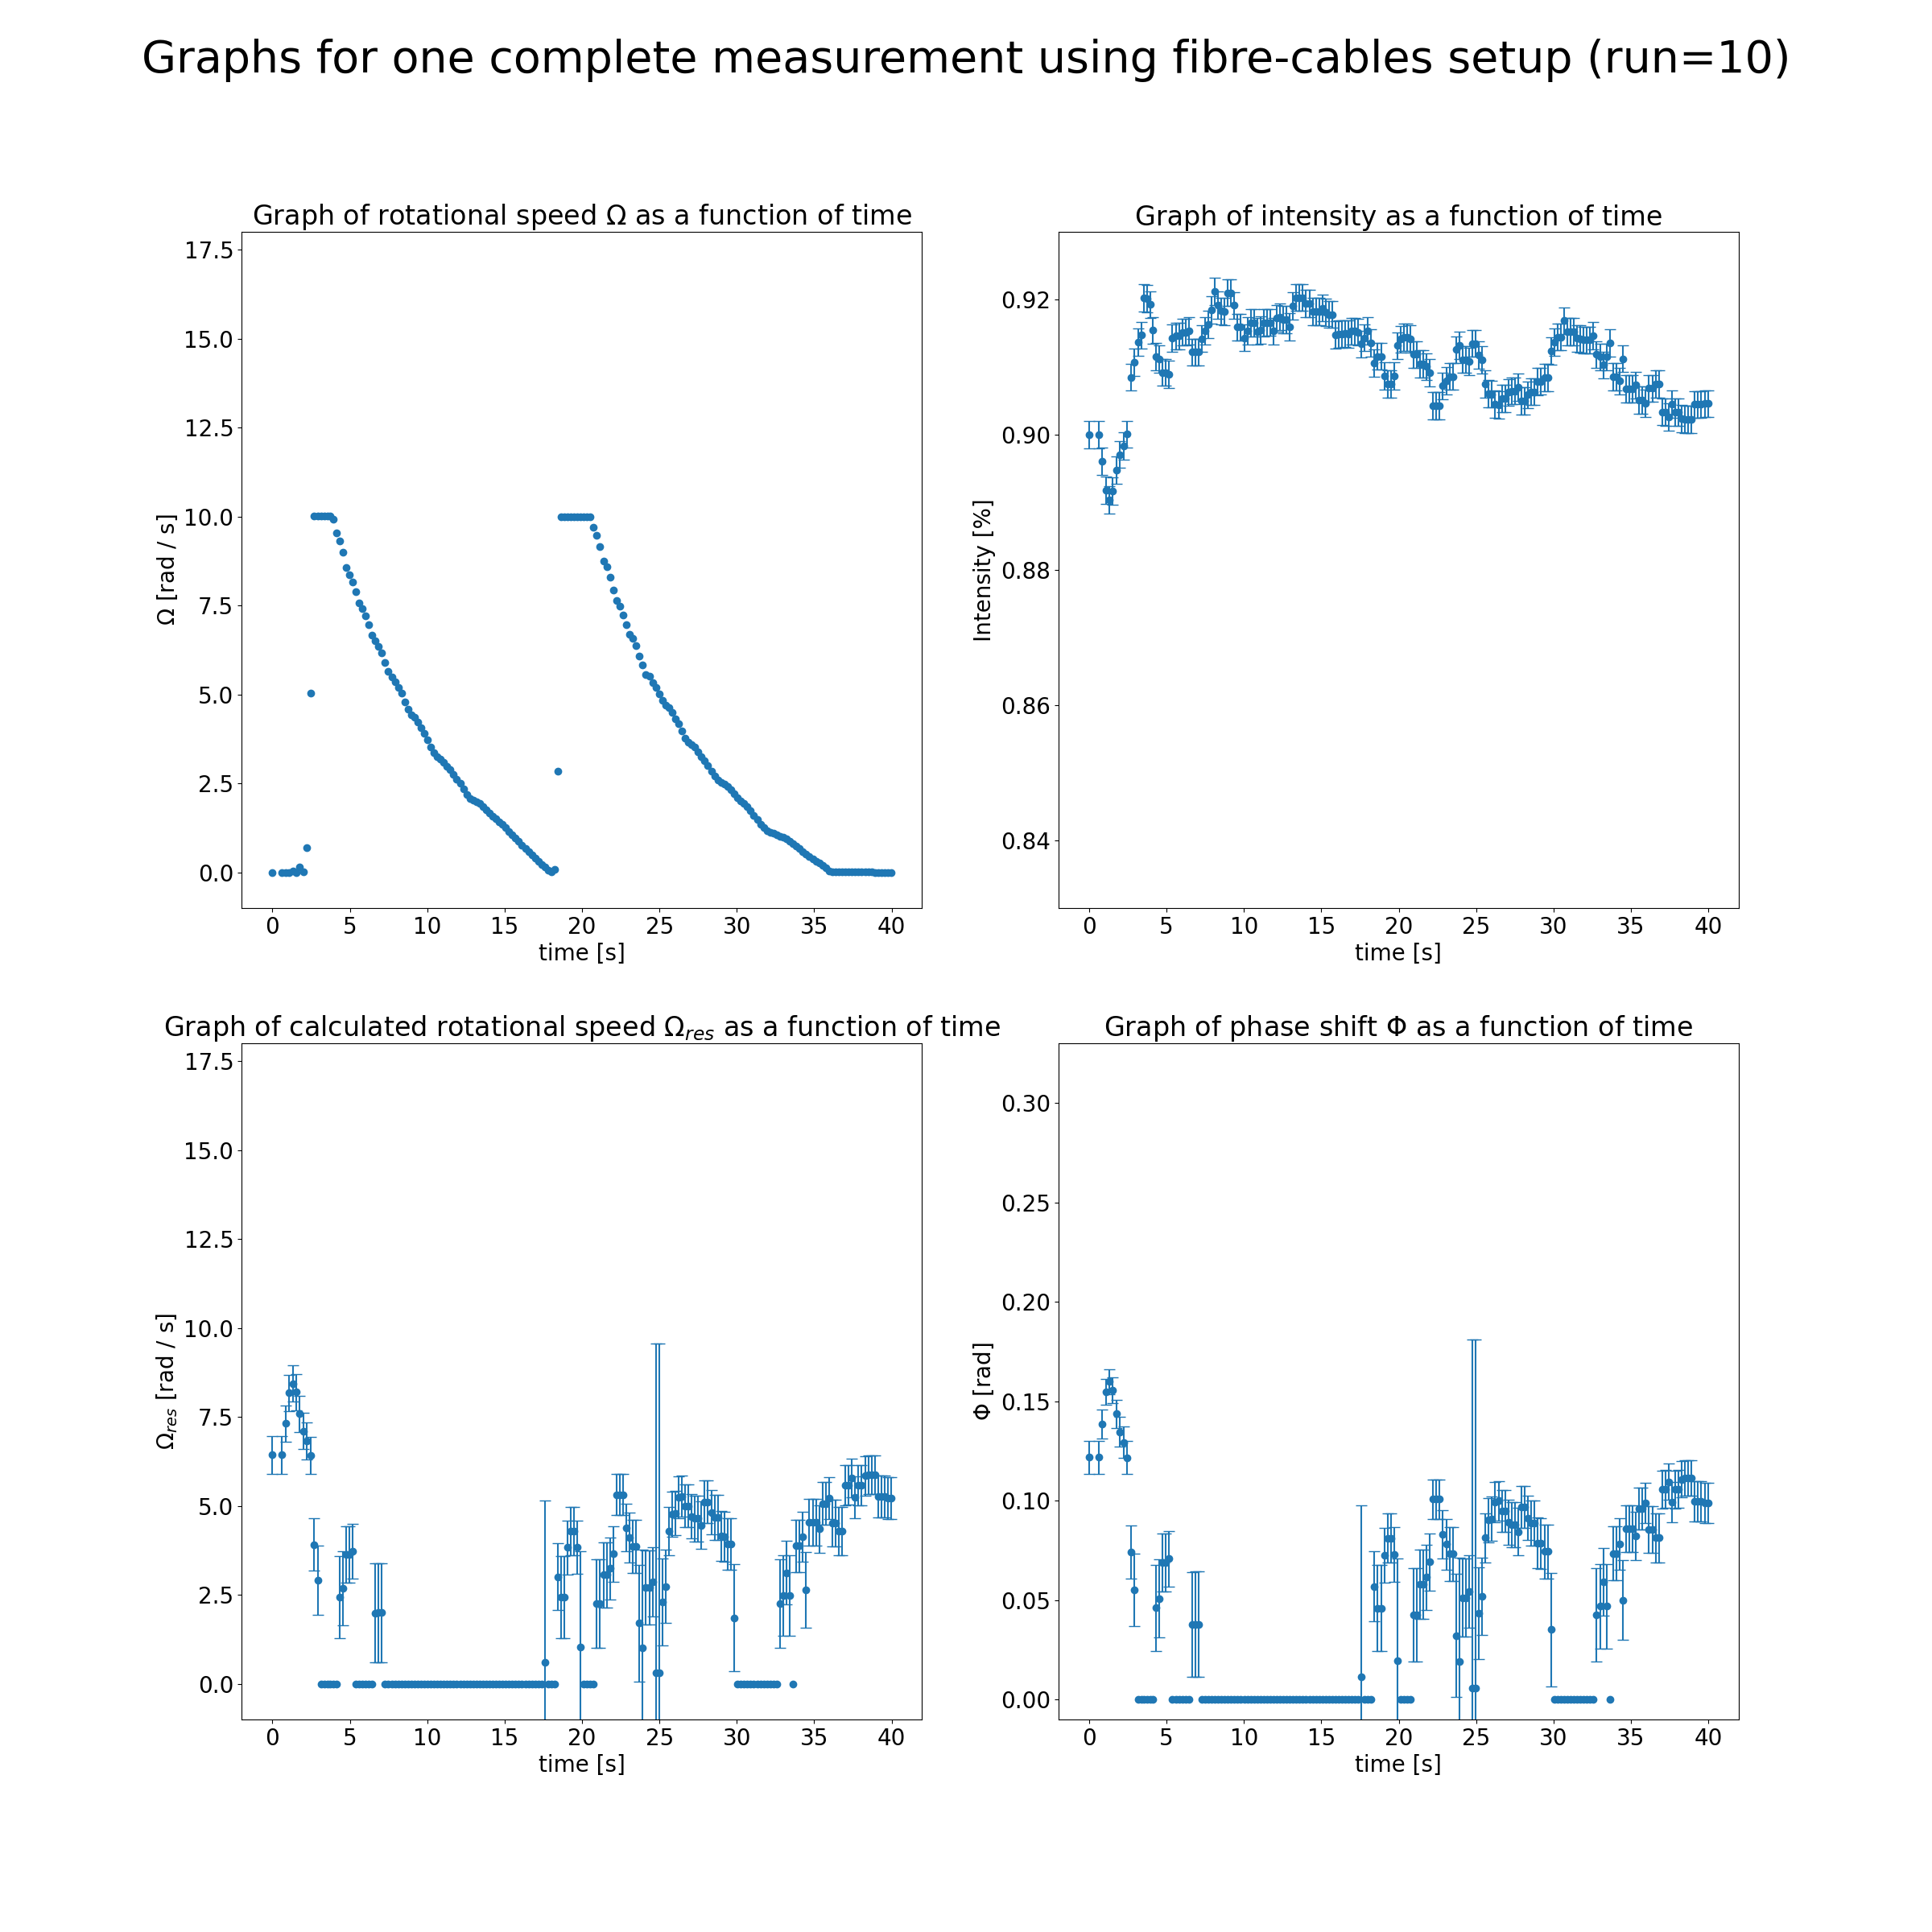 Graphs for one complete measurement using fibre-cables setup (run=10)
Graph of rotational speed Ω as a function of time
17.5
15.0
12.5
10.0
7.5
5.0
2.5
0.0
Ω [rad / s]
0 5 10 15 20 25 30 35 40
time [s]
Graph of intensity as a function of time
0.92
0.90
0.88
0.86
0.84
Intensity [%]
0 5 10 15 20 25 30 35 40
time [s]
Graph of calculated rotational speed Ωres as a function of time
17.5
15.0
12.5
10.0
7.5
5.0
2.5
0.0
Ωres [rad / s]
0 5 10 15 20 25 30 35 40
time [s]
Graph of phase shift Φ as a function of time
0.30
0.25
0.20
0.15
0.10
0.05
0.00
Φ [rad]
0 5 10 15 20 25 30 35 40
time [s]